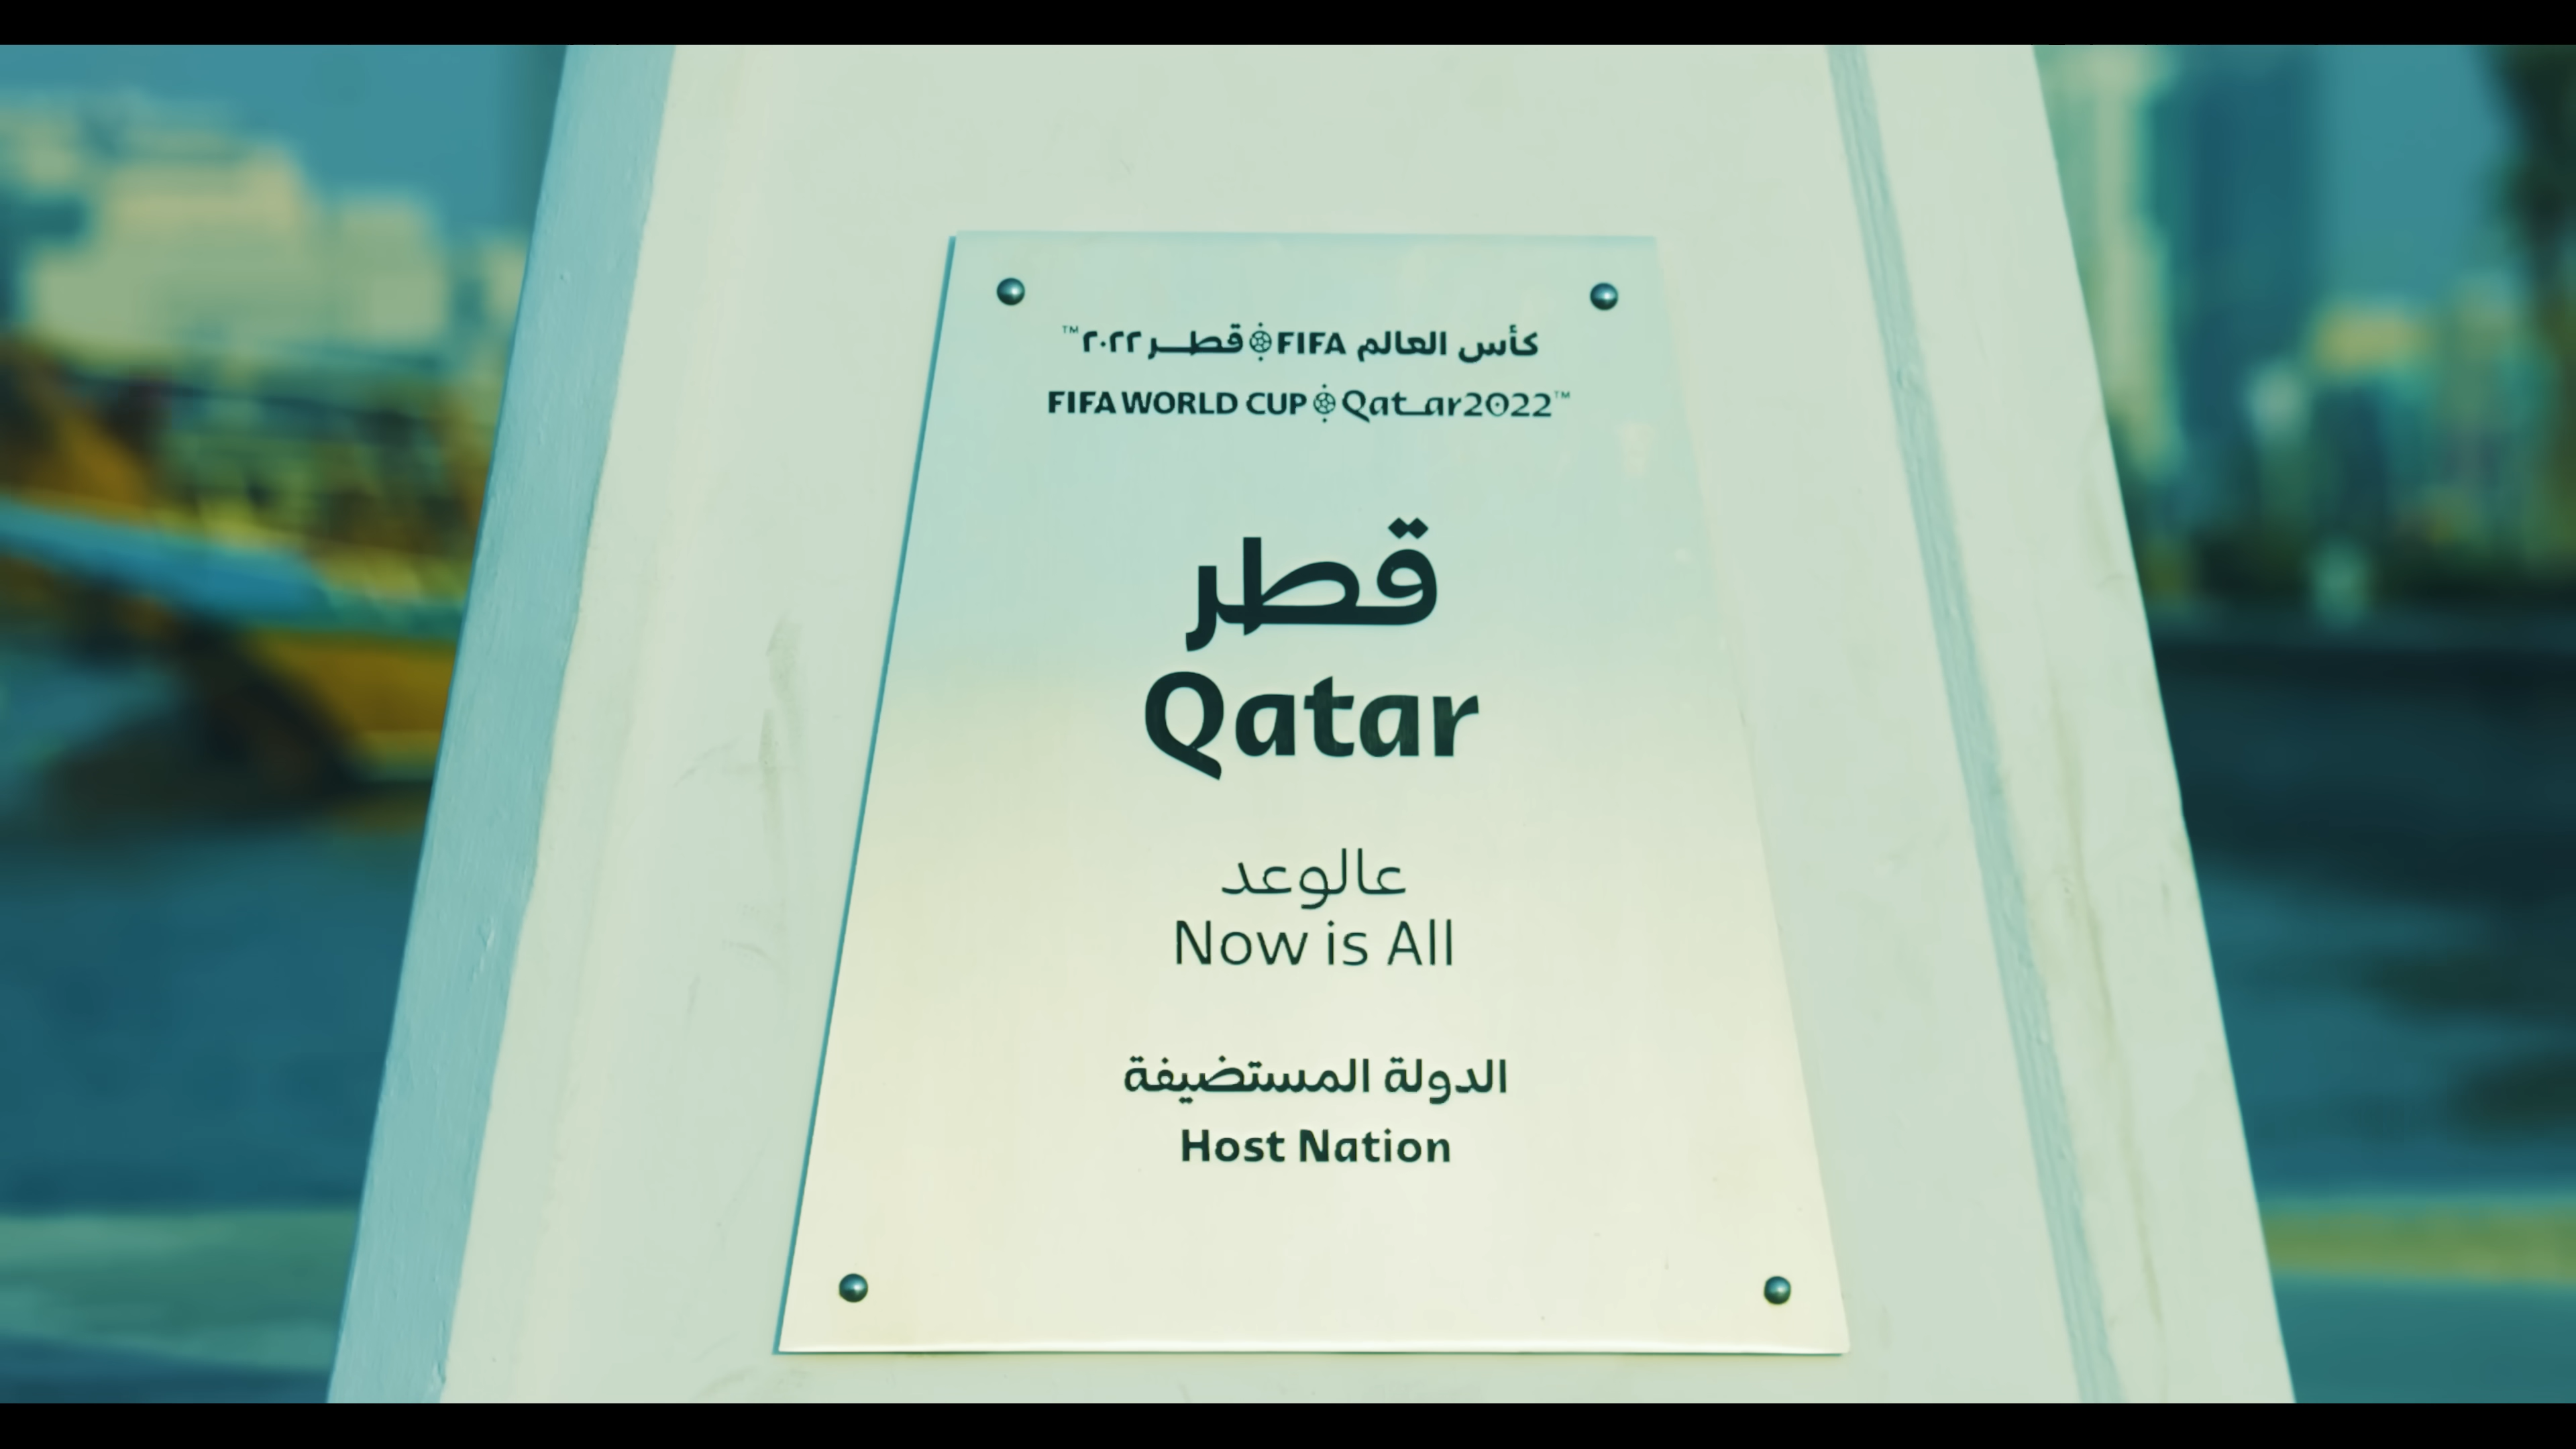 كأس العالم FIFA قطر ٢٠٢٢™
FIFA WORLD CUP Qatar2022™
قطر
Qatar
عالوعد
Now is All
الدولة المستضيفة
Host Nation